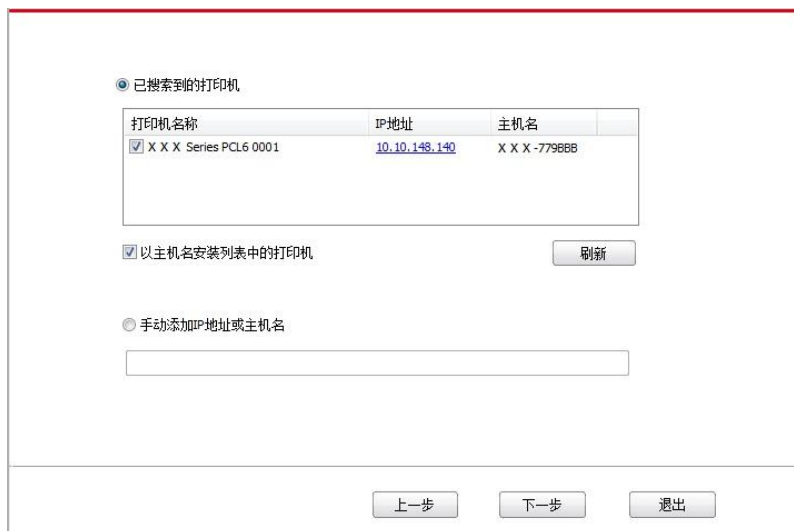 已搜索到的打印机
打印机名称 IP地址 主机名
X X X Series PCL6 0001 10.10.148.140 X X X -779BBB
以主机名安装列表中的打印机 刷新
手动添加IP地址或主机名
上一步 下一步 退出